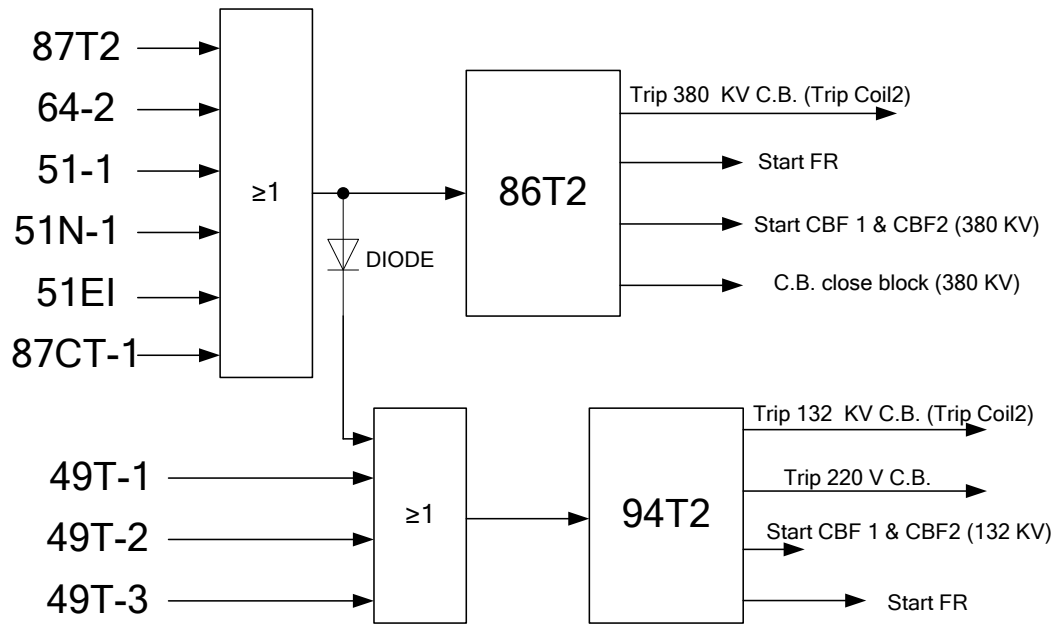 87T2
64-2
51-1
51N-1
51EI
87CT-1
≥1
DIODE
86T2
Trip 380 KV C.B. (Trip Coil2)
Start FR
Start CBF 1 & CBF2 (380 KV)
C.B. close block (380 KV)
49T-1
49T-2
49T-3
≥1
94T2
Trip 132 KV C.B. (Trip Coil2)
Trip 220 V C.B.
Start CBF 1 & CBF2 (132 KV)
Start FR